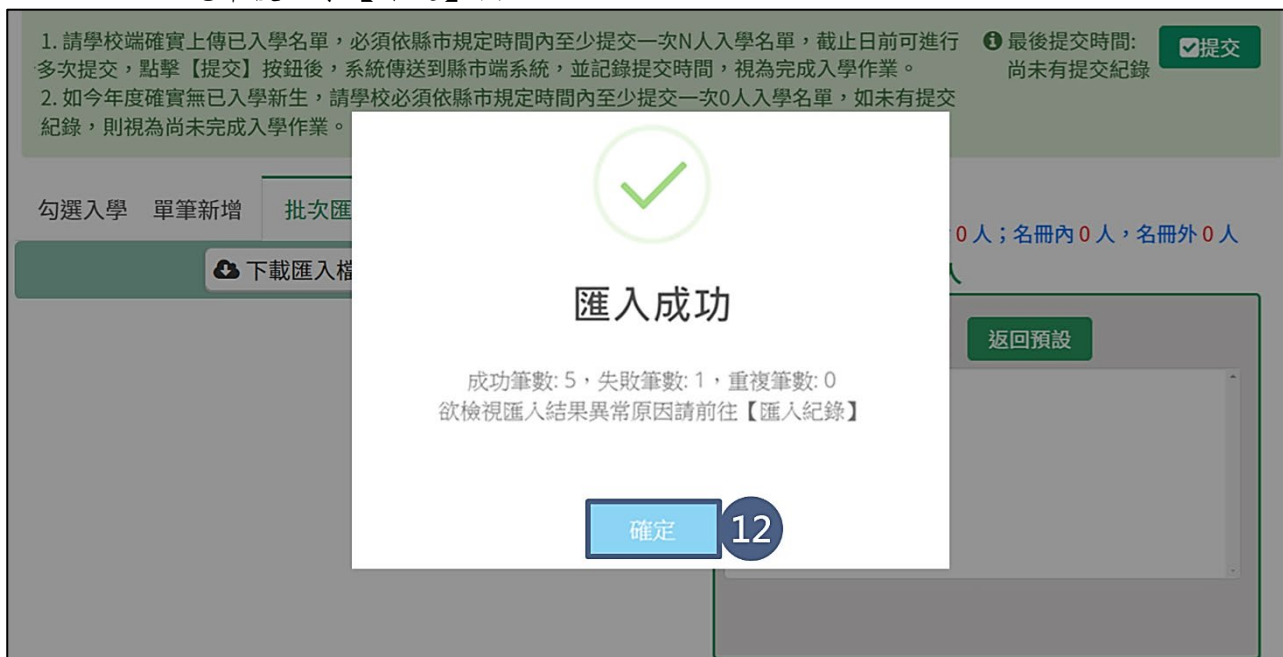 1. 請學校端確實上傳已入學名單，必須依縣市規定時間內至少提交一次N人入學名單，截止日前可進行
多次提交，點擊【提交】按鈕後，系統傳送到縣市端系統，並記錄提交時間，視為完成入學作業。
2. 如今年度確實無已入學新生，請學校必須依縣市規定時間內至少提交一次0人入學名單，如未有提交
紀錄，則視為尚未完成入學作業。
最後提交時間:
尚未有提交紀錄
提交
勾選入學 單筆新增 批次匯
0 人；名冊內 0 人，名冊外 0 人
下載匯入檔
返回預設
匯入成功
成功筆數: 5，失敗筆數: 1，重複筆數: 0
欲檢視匯入結果異常原因請前往【匯入紀錄】
確定
12